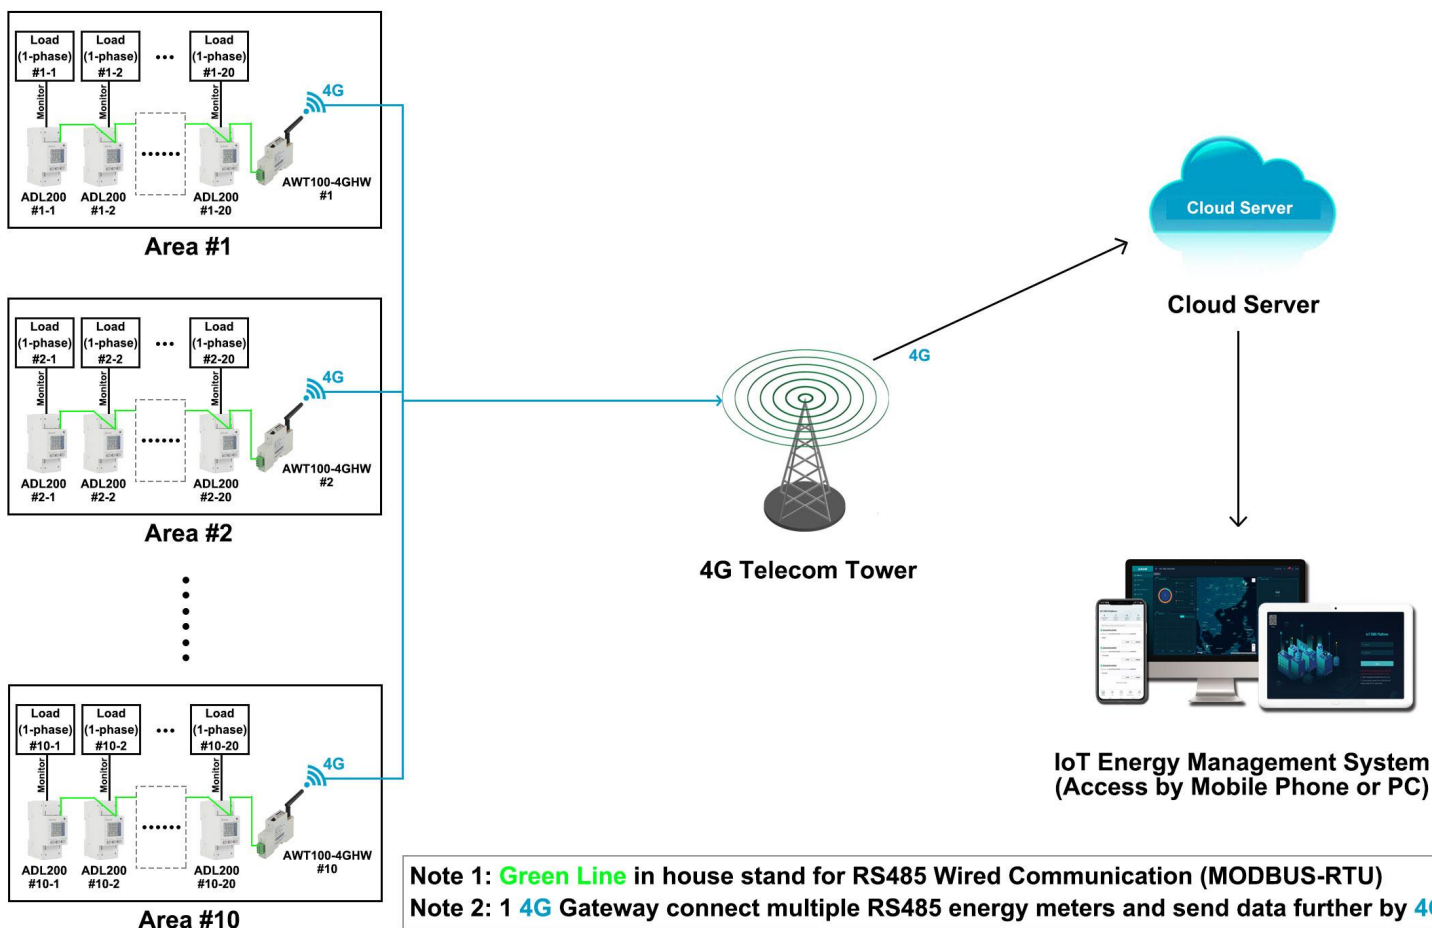 Load
(1-phase)
#1-1
Load
(1-phase)
#1-2
...
Load
(1-phase)
#1-20
4G
Monitor
Monitor
Monitor
......
ADL200
#1-1
ADL200
#1-2
ADL200
#1-20
AWT100-4GHW
#1
Area #1
Load
(1-phase)
#2-1
Load
(1-phase)
#2-2
...
Load
(1-phase)
#2-20
4G
Monitor
Monitor
Monitor
......
ADL200
#2-1
ADL200
#2-2
ADL200
#2-20
AWT100-4GHW
#2
Area #2
Load
(1-phase)
#10-1
Load
(1-phase)
#10-2
...
Load
(1-phase)
#10-20
4G
Monitor
Monitor
Monitor
......
ADL200
#10-1
ADL200
#10-2
ADL200
#10-20
AWT100-4GHW
#10
Area #10
4G Telecom Tower
4G
Cloud Server
Cloud Server
IoT Energy Management System
(Access by Mobile Phone or PC)
Note 1: Green Line in house stand for RS485 Wired Communication (MODBUS-RTU)
Note 2: 1 4G Gateway connect multiple RS485 energy meters and send data further by 4G